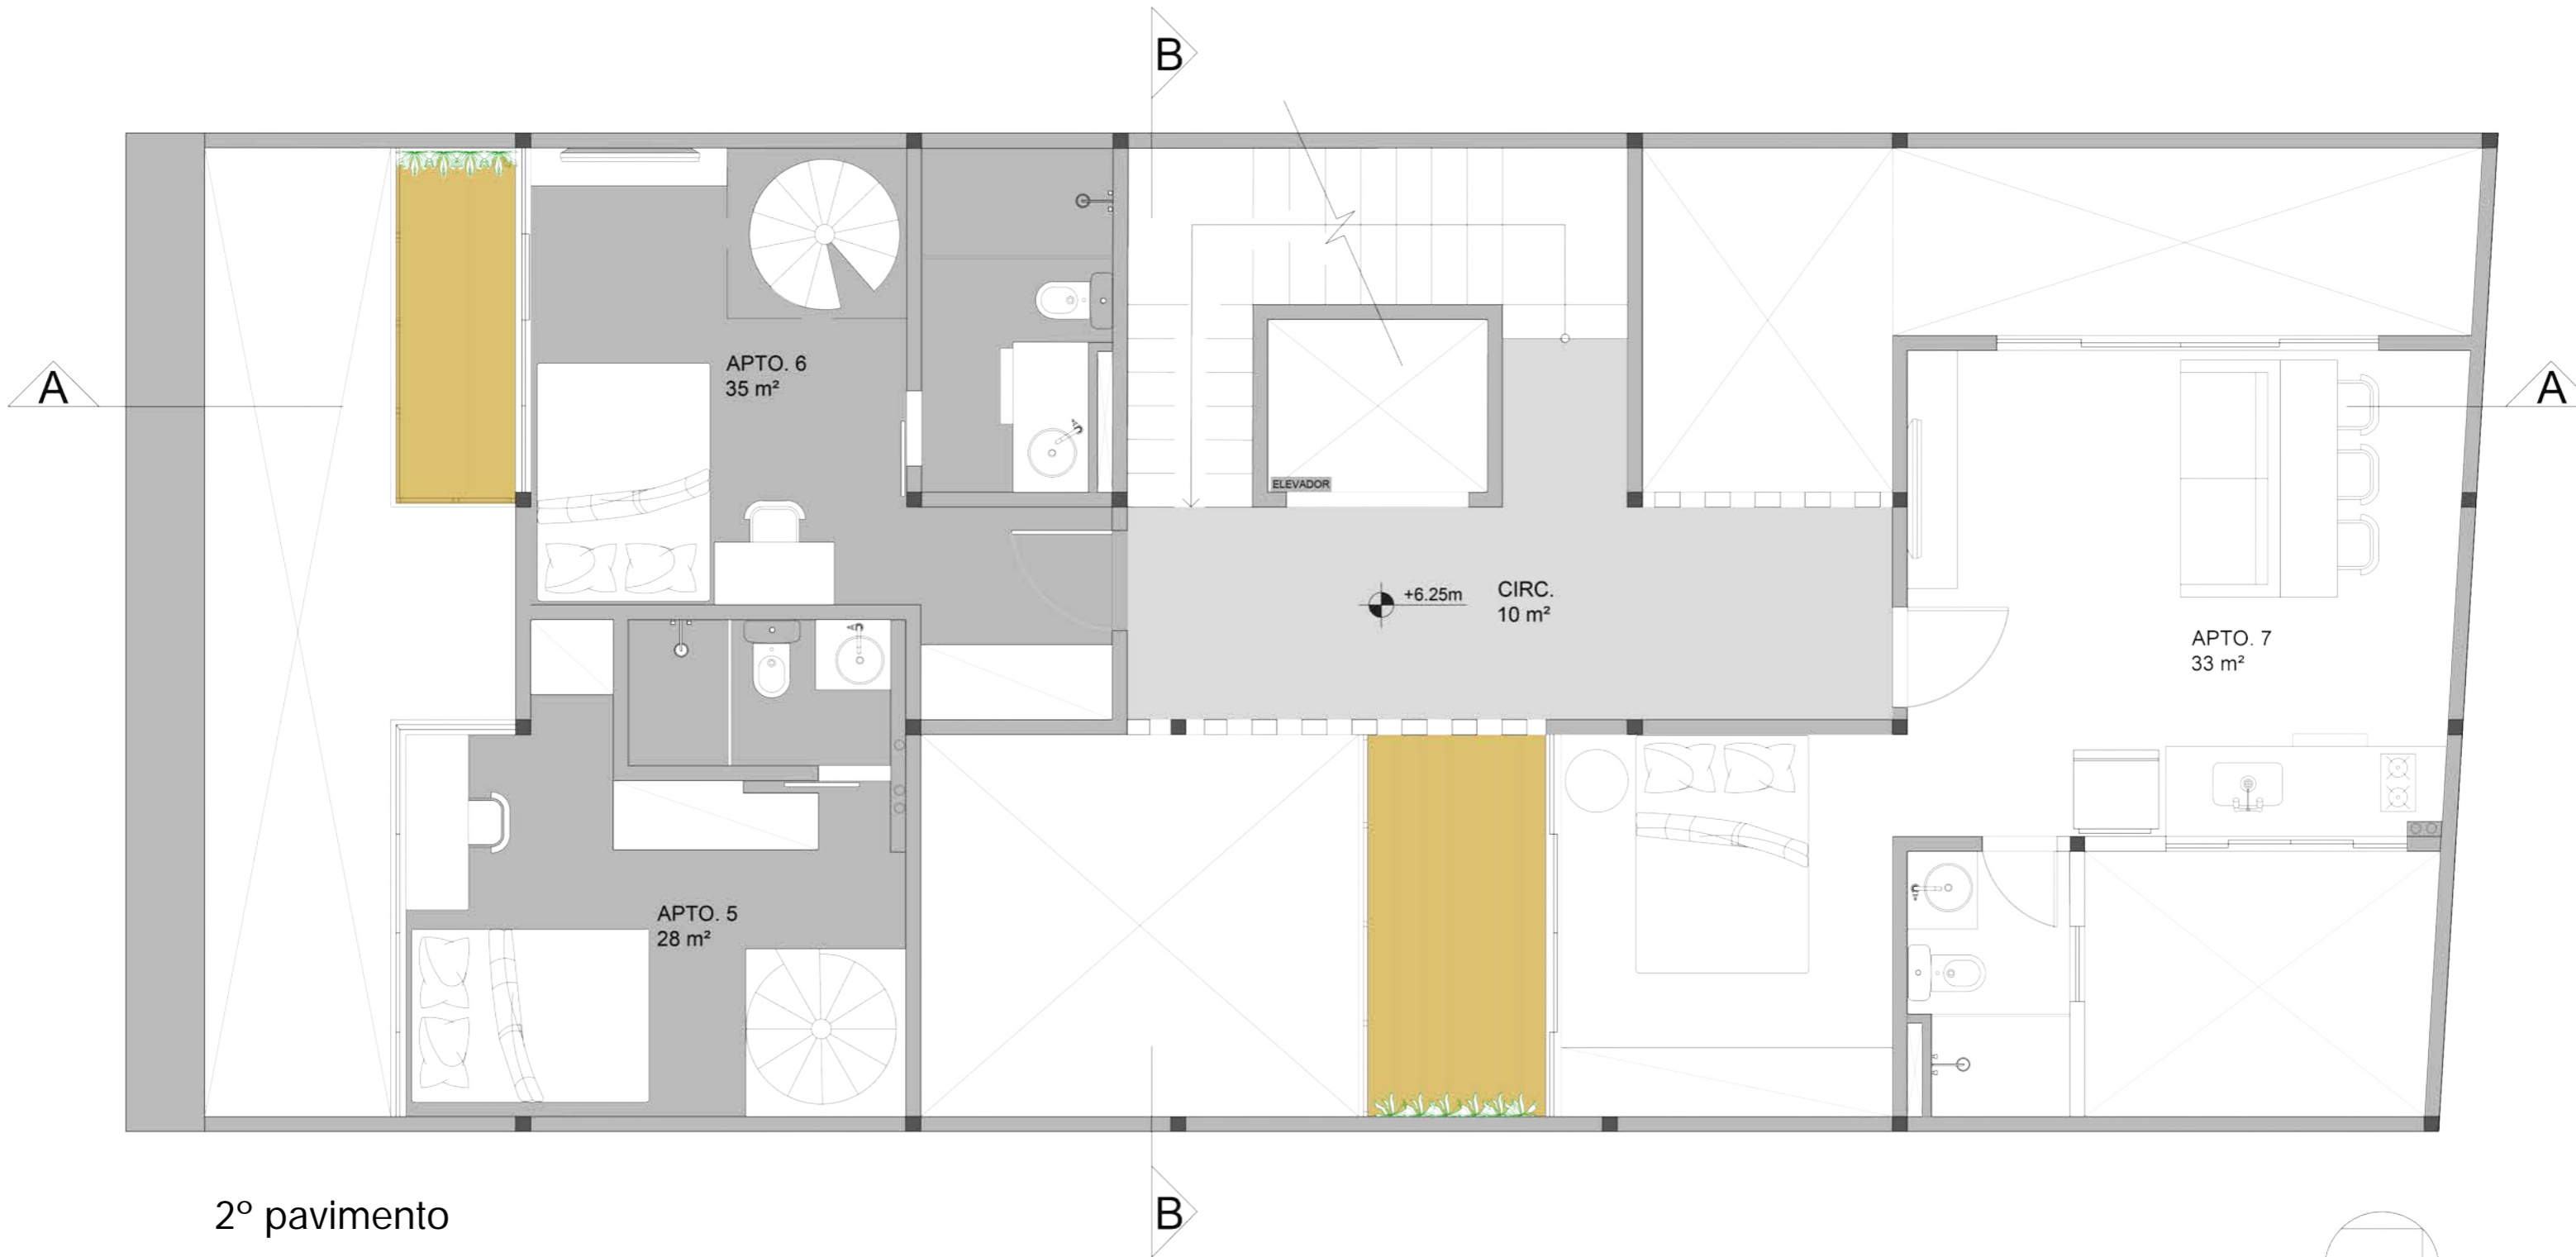 B
APTO. 6
35 m²
A
A
ELEVADOR
+6.25m
CIRC.
10 m²
APTO. 7
33 m²
APTO. 5
28 m²
B
2º pavimento